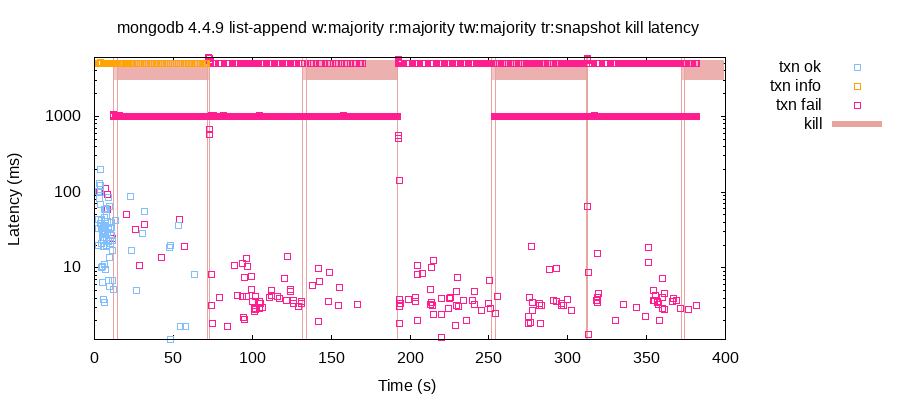 mongodb 4.4.9 list-append w:majority r:majority tw:majority tr:snapshot kill latency
txn ok
txn info
txn fail
kill
1000
100
10
Latency (ms)
0 50 100 150 200 250 300 350 400
Time (s)